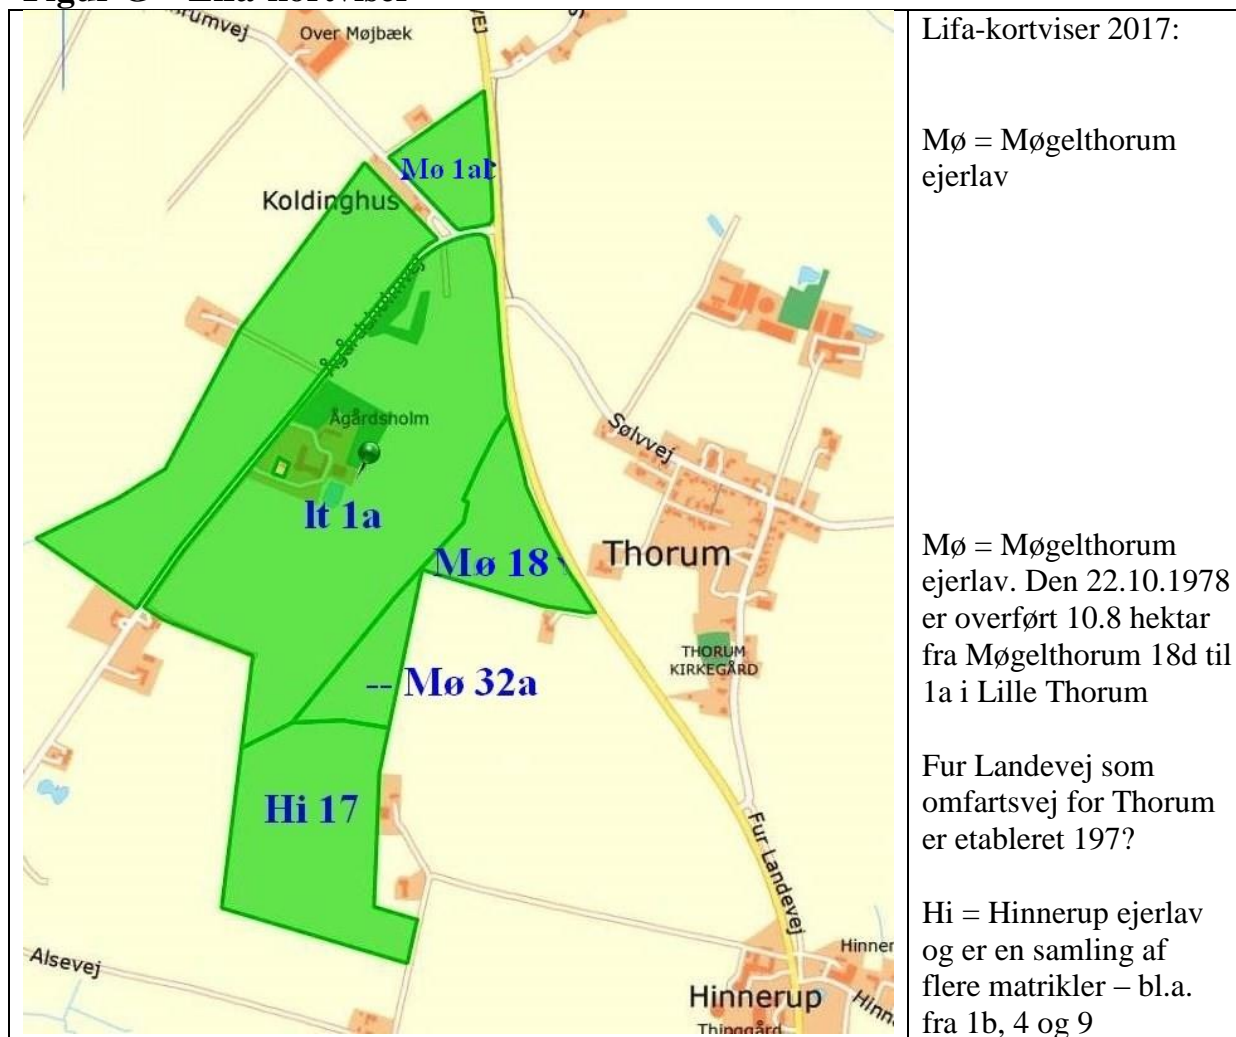 Over Møjbæk
Mø 1al
Koldinghus
Ågårdsholmvej
Ågårdsholm
lt 1a
Sølvvej
Mø 18
Thorum
THORUM
KIRKEGÅRD
-- Mø 32a
Hi 17
Fur Landevej
Alsevej
Hinnerup
Thinggård
Lifa-kortviser 2017:
Mø = Møgelthorum
ejerlav
Mø = Møgelthorum
ejerlav. Den 22.10.1978
er overført 10.8 hektar
fra Møgelthorum 18d til
1a i Lille Thorum
Fur Landevej som
omfartsvej for Thorum
er etableret 197?
Hi = Hinnerup ejerlav
og er en samling af
flere matrikler – bl.a.
fra 1b, 4 og 9